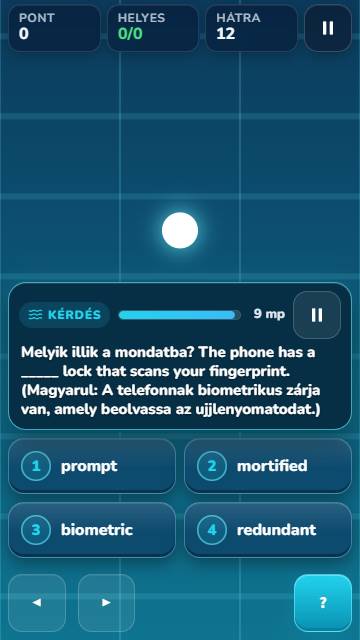 PONT
0
HELYES
0/0
HÁTRA
12
KÉRDÉS
9 mp
Melyik illik a mondatba? The phone has a
_____ lock that scans your fingerprint.
(Magyarul: A telefonnak biometrikus zárja
van, amely beolvassa az ujjlenyomatodat.)
1 prompt
2 mortified
3 biometric
4 redundant
?